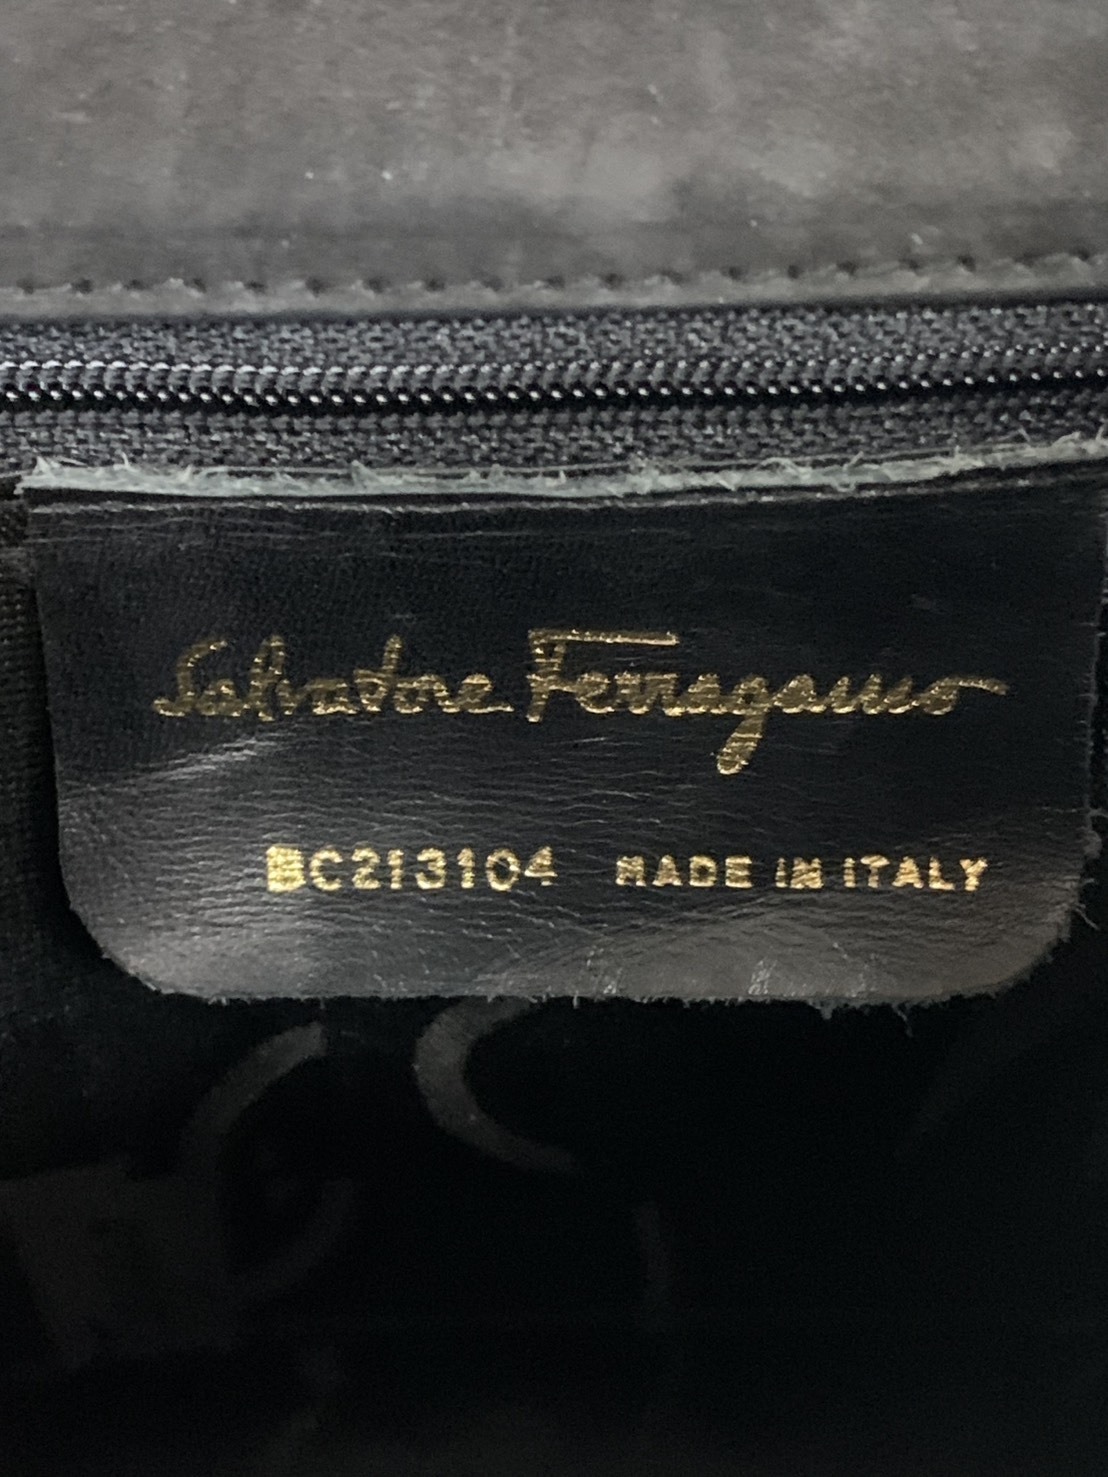 Salvatore Ferragamo
BC213104 MADE IN ITALY